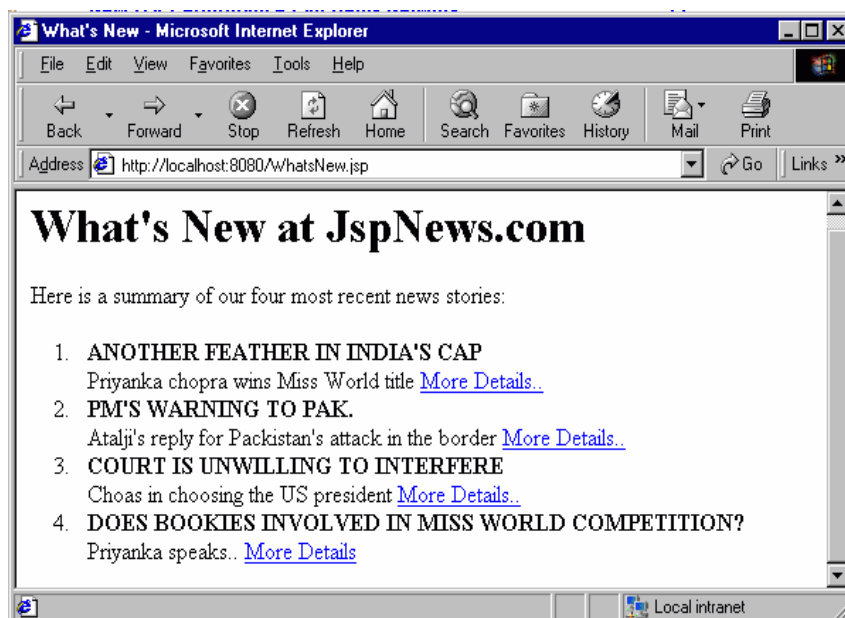 What's New - Microsoft Internet Explorer
File Edit View Favorites Tools Help
Back Forward Stop Refresh Home Search Favorites History Mail Print
Address http://localhost:8080/WhatsNew.jsp Go Links »
What's New at JspNews.com
Here is a summary of our four most recent news stories:
1. ANOTHER FEATHER IN INDIA'S CAP
Priyanka chopra wins Miss World title More Details..
2. PM'S WARNING TO PAK.
Atalji's reply for Packistan's attack in the border More Details..
3. COURT IS UNWILLING TO INTERFERE
Choas in choosing the US president More Details..
4. DOES BOOKIES INVOLVED IN MISS WORLD COMPETITION?
Priyanka speaks.. More Details
Local intranet